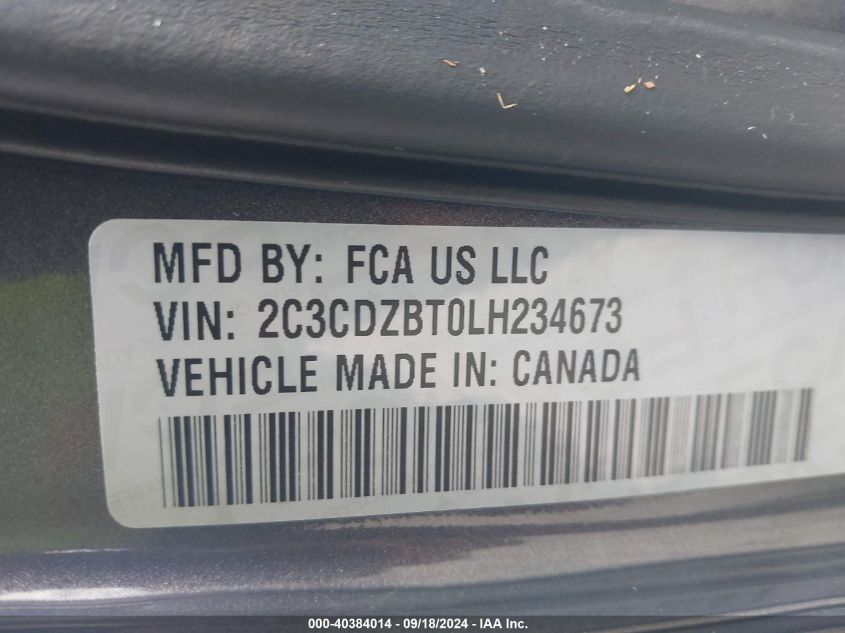 MFD BY: FCA US LLC
VIN: 2C3CDZBT0LH234673
VEHICLE MADE IN: CANADA
000-40384014 - 09/18/2024 - IAA Inc.